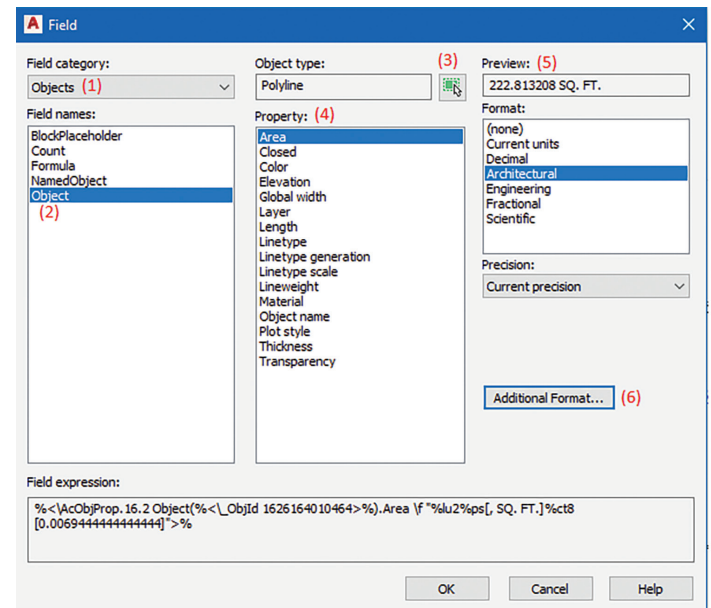 A Field
Field category:
Objects (1)
Field names:
BlockPlaceholder
Count
Formula
NamedObject
Object
(2)
Object type: (3)
Polyline
Property: (4)
Area
Closed
Color
Elevation
Global width
Layer
Length
Linetype
Linetype generation
Linetype scale
Lineweight
Material
Object name
Plot style
Thickness
Transparency
Preview: (5)
222.813208 SQ. FT.
Format:
(none)
Current units
Decimal
Architectural
Engineering
Fractional
Scientific
Precision:
Current precision
Additional Format... (6)
Field expression:
%<\AcObjProp.16.2 Object(%<\_ObjId 1626164010464>%).Area \f "%lu2%ps[, SQ. FT.]%ct8
[0.0069444444444444]">%
OK Cancel Help